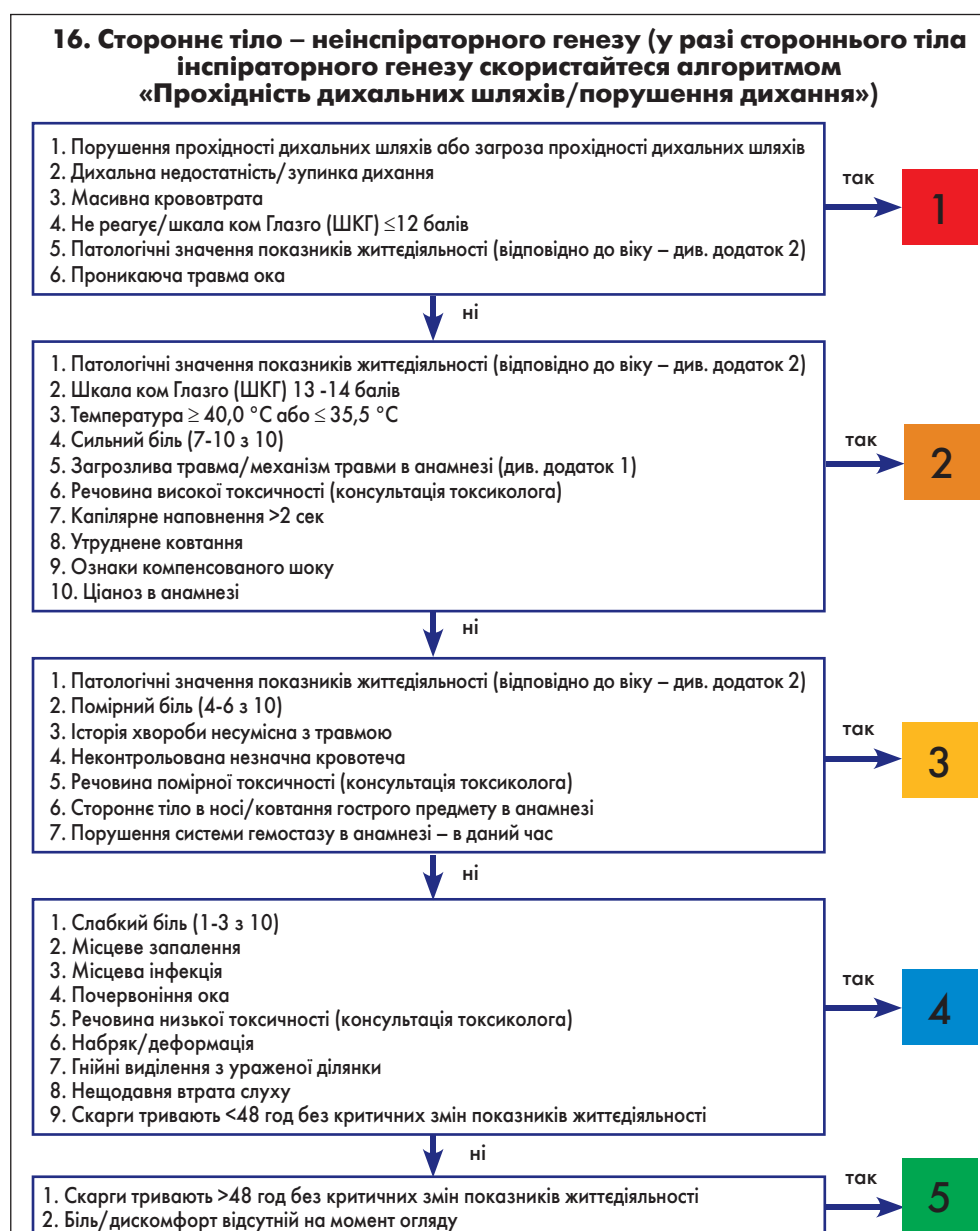 16. Стороннє тіло – неінспіраторного генезу (у разі стороннього тіла
інспіраторного генезу скористайтеся алгоритмом
«Прохідність дихальних шляхів/порушення дихання»)
1. Порушення прохідності дихальних шляхів або загроза прохідності дихальних шляхів
2. Дихальна недостатність/зупинка дихання
3. Масивна крововтрата
4. Не реагує/шкала ком Глазго (ШКГ) ≤12 балів
5. Патологічні значення показників життєдіяльності (відповідно до віку – див. додаток 2)
6. Проникаюча травма ока
так
1
ні
1. Патологічні значення показників життєдіяльності (відповідно до віку – див. додаток 2)
2. Шкала ком Глазго (ШКГ) 13 -14 балів
3. Температура ≥ 40,0 °C або ≤ 35,5 °C
4. Сильний біль (7-10 з 10)
5. Загрозлива травма/механізм травми в анамнезі (див. додаток 1)
6. Речовина високої токсичності (консультація токсиколога)
7. Капілярне наповнення >2 сек
8. Утруднене ковтання
9. Ознаки компенсованого шоку
10. Ціаноз в анамнезі
так
2
ні
1. Патологічні значення показників життєдіяльності (відповідно до віку – див. додаток 2)
2. Помірний біль (4-6 з 10)
3. Історія хвороби несумісна з травмою
4. Неконтрольована незначна кровотеча
5. Речовина помірної токсичності (консультація токсиколога)
6. Стороннє тіло в носі/ковтання гострого предмету в анамнезі
7. Порушення системи гемостазу в анамнезі – в даний час
так
3
ні
1. Слабкий біль (1-3 з 10)
2. Місцеве запалення
3. Місцева інфекція
4. Почервоніння ока
5. Речовина низької токсичності (консультація токсиколога)
6. Набряк/деформація
7. Гнійні виділення з ураженої ділянки
8. Нещодавня втрата слуху
9. Скарги тривають <48 год без критичних змін показників життєдіяльності
так
4
ні
1. Скарги тривають >48 год без критичних змін показників життєдіяльності
2. Біль/дискомфорт відсутній на момент огляду
так
5